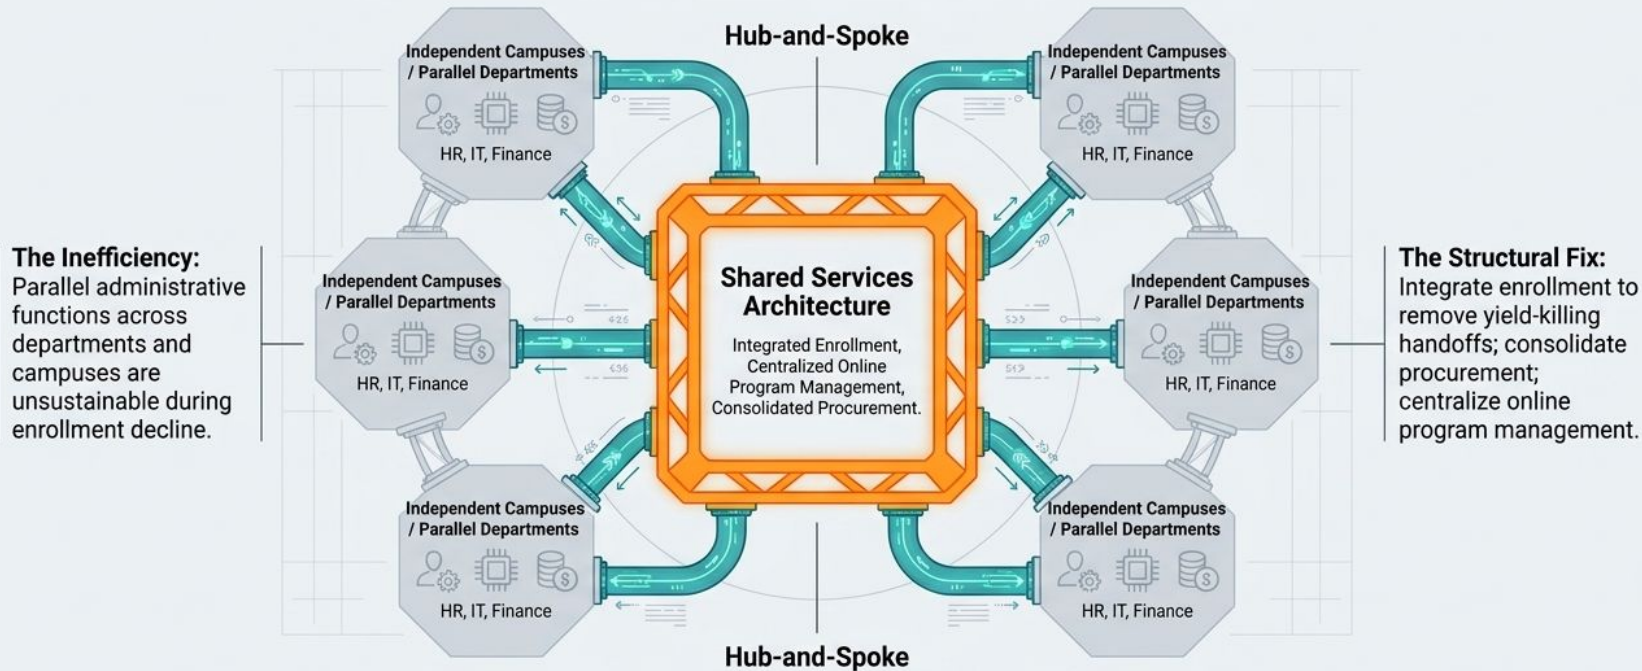 Hub-and-Spoke
Independent Campuses
/ Parallel Departments
HR, IT, Finance
Independent Campuses
/ Parallel Departments
HR, IT, Finance
The Inefficiency:
Parallel administrative
functions across
departments and
campuses are
unsustainable during
enrollment decline.
Independent Campuses
/ Parallel Departments
HR, IT, Finance
Shared Services
Architecture
Integrated Enrollment,
Centralized Online
Program Management,
Consolidated Procurement.
Independent Campuses
/ Parallel Departments
HR, IT, Finance
The Structural Fix:
Integrate enrollment to
remove yield-killing
handoffs; consolidate
procurement;
centralize online
program management.
Independent Campuses
/ Parallel Departments
HR, IT, Finance
Independent Campuses
/ Parallel Departments
HR, IT, Finance
Hub-and-Spoke